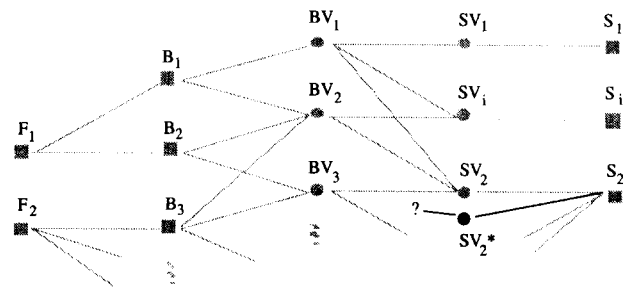 BV₁ SV₁ S₁
B₁
BV₂ SVᵢ Sᵢ
F₁ B₂
BV₃ SV₂ S₂
F₂ B₃ ?
SV₂*